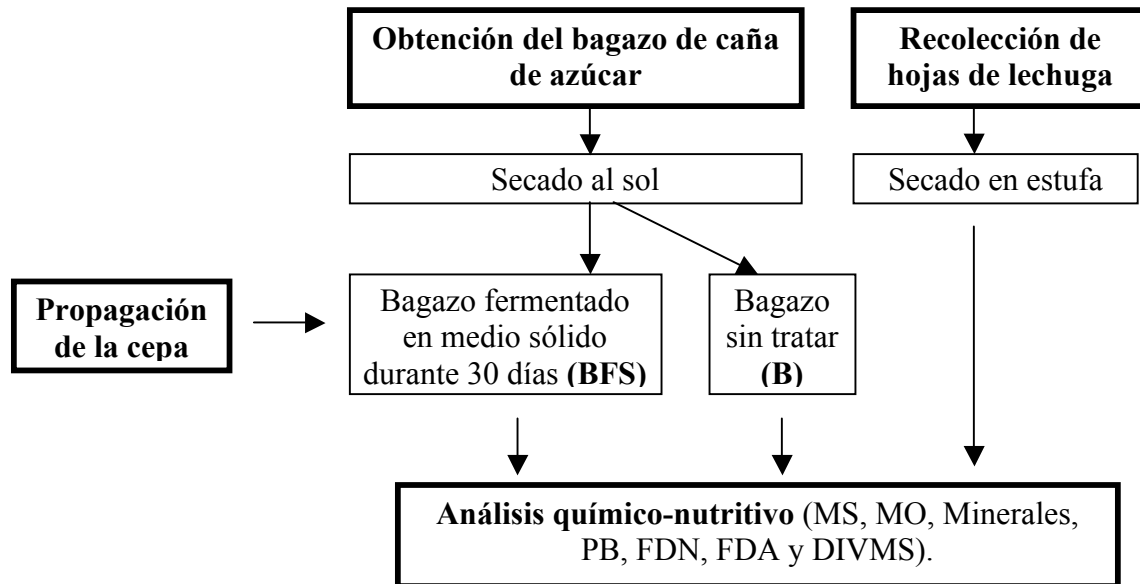 Obtención del bagazo de caña
de azúcar
Recolección de
hojas de lechuga
Secado al sol
Secado en estufa
Propagación
de la cepa
Bagazo fermentado
en medio sólido
durante 30 días (BFS)
Bagazo
sin tratar
(B)
Análisis químico-nutritivo (MS, MO, Minerales,
PB, FDN, FDA y DIVMS).